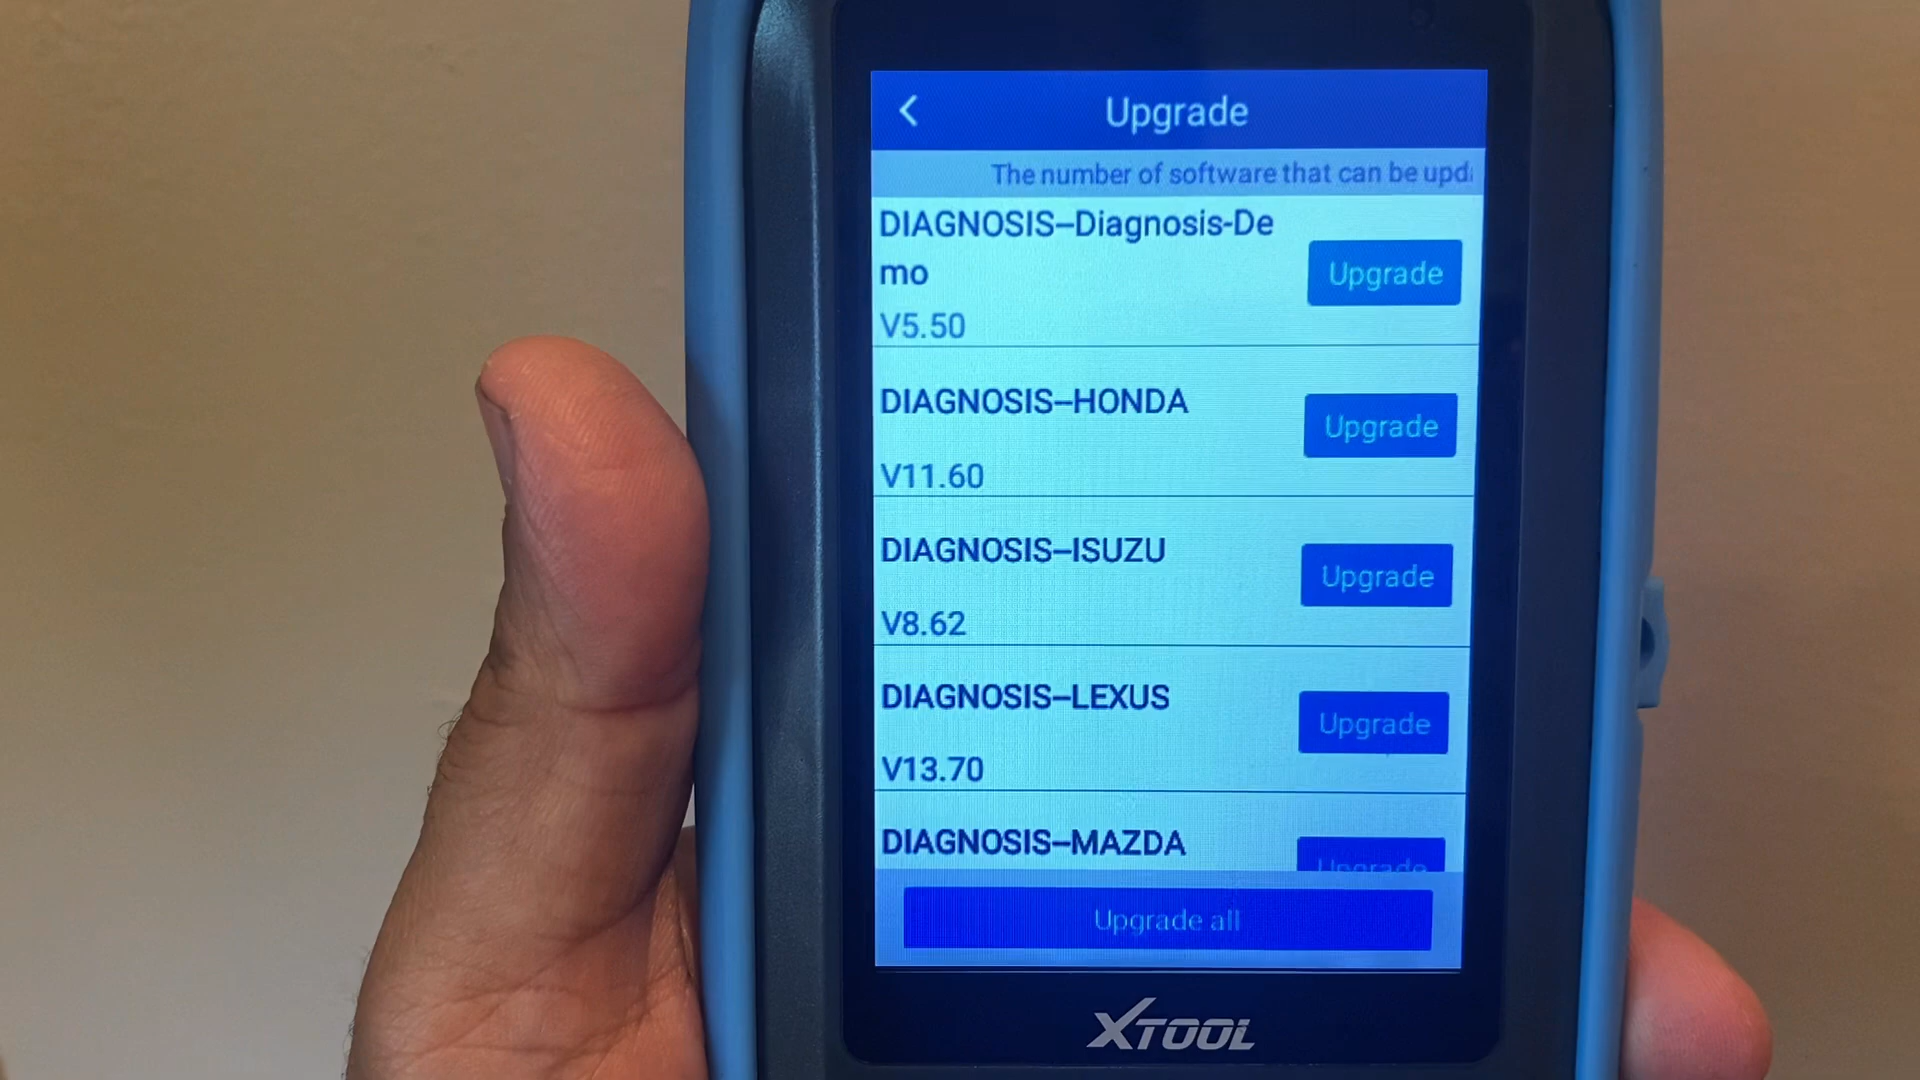 Upgrade
The number of software that can be upd
DIAGNOSIS–Diagnosis-De
mo
Upgrade
V5.50
DIAGNOSIS–HONDA
Upgrade
V11.60
DIAGNOSIS–ISUZU
Upgrade
V8.62
DIAGNOSIS–LEXUS
Upgrade
V13.70
DIAGNOSIS–MAZDA
Upgrade
Upgrade all
XTOOL